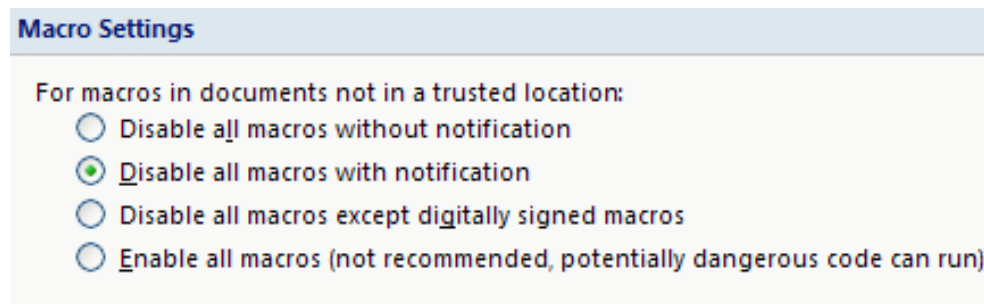 Macro Settings
For macros in documents not in a trusted location:
Disable all macros without notification
Disable all macros with notification
Disable all macros except digitally signed macros
Enable all macros (not recommended, potentially dangerous code can run)